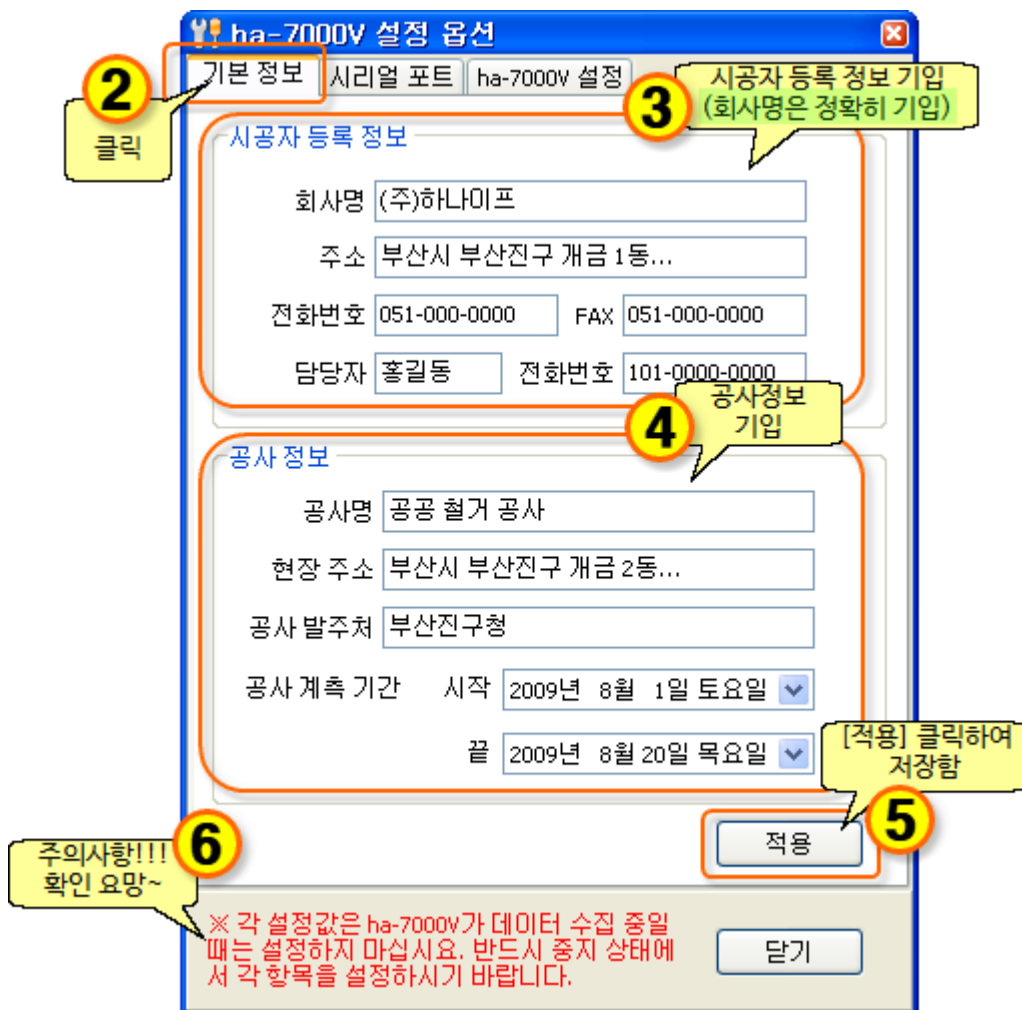 ha-7000V 설정 옵션
기본 정보 시리얼 포트 ha-7000V 설정
2
클릭
3
시공자 등록 정보 기입
(회사명은 정확히 기입)
시공자 등록 정보
회사명 (주)하나이프
주소 부산시 부산진구 개금 1동...
전화번호 051-000-0000 FAX 051-000-0000
담당자 홍길동 전화번호 101-0000-0000
4
공사정보
기입
공사 정보
공사명 공공 철거 공사
현장 주소 부산시 부산진구 개금 2동...
공사 발주처 부산진구청
공사 계측 기간 시작 2009년 8월 1일 토요일
끝 2009년 8월 20일 목요일
[적용] 클릭하여
저장함
5
적용
6
주의사항!!!
확인 요망~
※ 각 설정값은 ha-7000V가 데이터 수집 중일
때는 설정하지 마십시요. 반드시 중지 상태에
서 각 항목을 설정하시기 바랍니다.
닫기